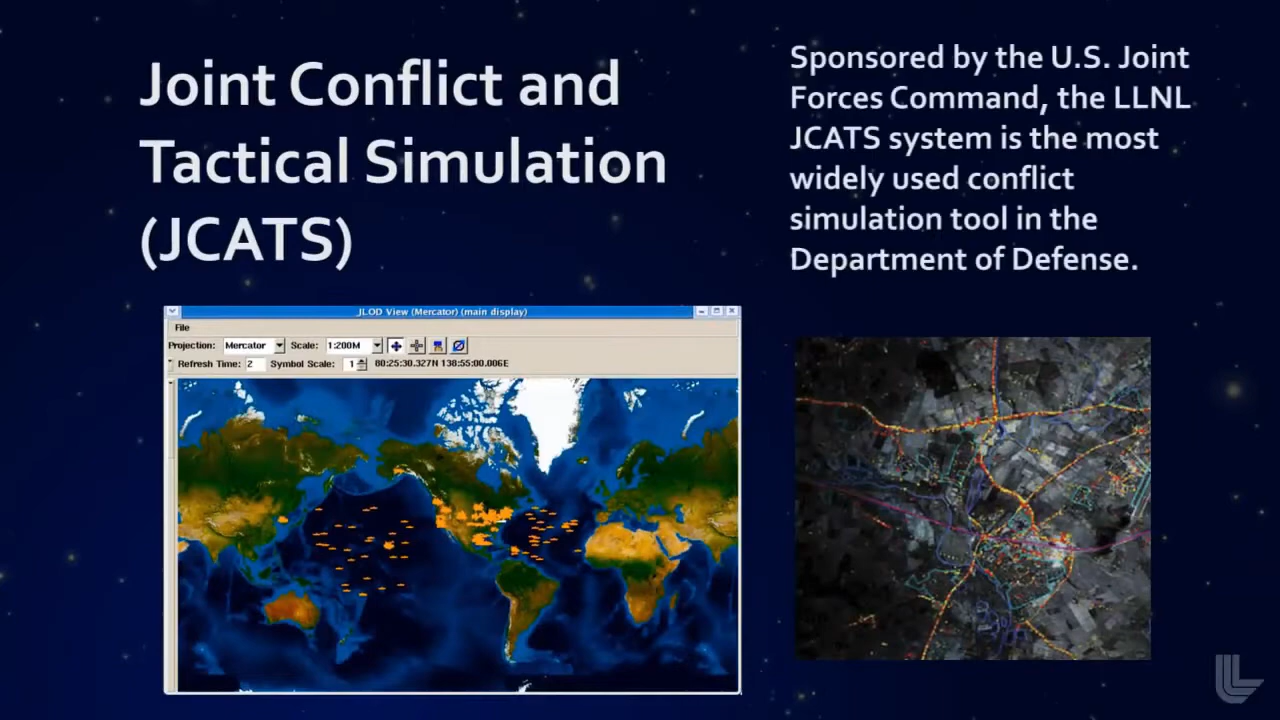 Joint Conflict and
Tactical Simulation
(JCATS)
Sponsored by the U.S. Joint
Forces Command, the LLNL
JCATS system is the most
widely used conflict
simulation tool in the
Department of Defense.
JLOD View (Mercator) (main display)
File
Projection: Mercator Scale: 1:200M
Refresh Time: 2 Symbol Scale: 1 80:25:30.327N 138:55:00.006E